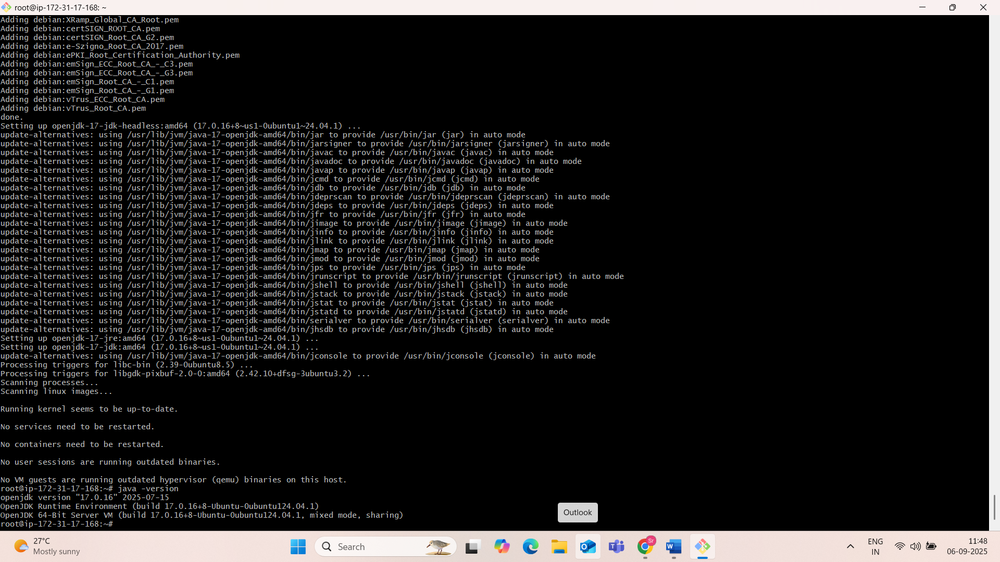 root@ip-172-31-17-168: ~
Adding debian:XRamp_Global_CA_Root.pem
Adding debian:certSIGN_ROOT_CA.pem
Adding debian:certSIGN_Root_CA_G2.pem
Adding debian:e-Szigno_Root_CA_2017.pem
Adding debian:ePKI_Root_Certification_Authority.pem
Adding debian:emSign_ECC_Root_CA_-_C3.pem
Adding debian:emSign_ECC_Root_CA_-_G3.pem
Adding debian:emSign_Root_CA_-_C1.pem
Adding debian:emSign_Root_CA_-_G1.pem
Adding debian:vTrus_ECC_Root_CA.pem
Adding debian:vTrus_Root_CA.pem
done.
Setting up openjdk-17-jdk-headless:amd64 (17.0.16+8~us1-0ubuntu1~24.04.1) ...
update-alternatives: using /usr/lib/jvm/java-17-openjdk-amd64/bin/jar to provide /usr/bin/jar (jar) in auto mode
update-alternatives: using /usr/lib/jvm/java-17-openjdk-amd64/bin/jarsigner to provide /usr/bin/jarsigner (jarsigner) in auto mode
update-alternatives: using /usr/lib/jvm/java-17-openjdk-amd64/bin/javac to provide /usr/bin/javac (javac) in auto mode
update-alternatives: using /usr/lib/jvm/java-17-openjdk-amd64/bin/javadoc to provide /usr/bin/javadoc (javadoc) in auto mode
update-alternatives: using /usr/lib/jvm/java-17-openjdk-amd64/bin/javap to provide /usr/bin/javap (javap) in auto mode
update-alternatives: using /usr/lib/jvm/java-17-openjdk-amd64/bin/jcmd to provide /usr/bin/jcmd (jcmd) in auto mode
update-alternatives: using /usr/lib/jvm/java-17-openjdk-amd64/bin/jdb to provide /usr/bin/jdb (jdb) in auto mode
update-alternatives: using /usr/lib/jvm/java-17-openjdk-amd64/bin/jdeprscan to provide /usr/bin/jdeprscan (jdeprscan) in auto mode
update-alternatives: using /usr/lib/jvm/java-17-openjdk-amd64/bin/jdeps to provide /usr/bin/jdeps (jdeps) in auto mode
update-alternatives: using /usr/lib/jvm/java-17-openjdk-amd64/bin/jfr to provide /usr/bin/jfr (jfr) in auto mode
update-alternatives: using /usr/lib/jvm/java-17-openjdk-amd64/bin/jimage to provide /usr/bin/jimage (jimage) in auto mode
update-alternatives: using /usr/lib/jvm/java-17-openjdk-amd64/bin/jinfo to provide /usr/bin/jinfo (jinfo) in auto mode
update-alternatives: using /usr/lib/jvm/java-17-openjdk-amd64/bin/jlink to provide /usr/bin/jlink (jlink) in auto mode
update-alternatives: using /usr/lib/jvm/java-17-openjdk-amd64/bin/jmap to provide /usr/bin/jmap (jmap) in auto mode
update-alternatives: using /usr/lib/jvm/java-17-openjdk-amd64/bin/jmod to provide /usr/bin/jmod (jmod) in auto mode
update-alternatives: using /usr/lib/jvm/java-17-openjdk-amd64/bin/jps to provide /usr/bin/jps (jps) in auto mode
update-alternatives: using /usr/lib/jvm/java-17-openjdk-amd64/bin/jrunscript to provide /usr/bin/jrunscript (jrunscript) in auto mode
update-alternatives: using /usr/lib/jvm/java-17-openjdk-amd64/bin/jshell to provide /usr/bin/jshell (jshell) in auto mode
update-alternatives: using /usr/lib/jvm/java-17-openjdk-amd64/bin/jstack to provide /usr/bin/jstack (jstack) in auto mode
update-alternatives: using /usr/lib/jvm/java-17-openjdk-amd64/bin/jstat to provide /usr/bin/jstat (jstat) in auto mode
update-alternatives: using /usr/lib/jvm/java-17-openjdk-amd64/bin/jstatd to provide /usr/bin/jstatd (jstatd) in auto mode
update-alternatives: using /usr/lib/jvm/java-17-openjdk-amd64/bin/serialver to provide /usr/bin/serialver (serialver) in auto mode
update-alternatives: using /usr/lib/jvm/java-17-openjdk-amd64/bin/jhsdb to provide /usr/bin/jhsdb (jhsdb) in auto mode
Setting up openjdk-17-jre:amd64 (17.0.16+8~us1-0ubuntu1~24.04.1) ...
Setting up openjdk-17-jdk:amd64 (17.0.16+8~us1-0ubuntu1~24.04.1) ...
update-alternatives: using /usr/lib/jvm/java-17-openjdk-amd64/bin/jconsole to provide /usr/bin/jconsole (jconsole) in auto mode
Processing triggers for libc-bin (2.39-0ubuntu8.5) ...
Processing triggers for libgdk-pixbuf-2.0-0:amd64 (2.42.10+dfsg-3ubuntu3.2) ...
Scanning processes...
Scanning linux images...
Running kernel seems to be up-to-date.
No services need to be restarted.
No containers need to be restarted.
No user sessions are running outdated binaries.
No VM guests are running outdated hypervisor (qemu) binaries on this host.
root@ip-172-31-17-168:~# java -version
openjdk version "17.0.16" 2025-07-15
OpenJDK Runtime Environment (build 17.0.16+8-Ubuntu-0ubuntu124.04.1)
OpenJDK 64-Bit Server VM (build 17.0.16+8-Ubuntu-0ubuntu124.04.1, mixed mode, sharing)
root@ip-172-31-17-168:~#
Outlook
27°C
Mostly sunny
Search
Sr
ENG
IN
11:48
06-09-2025